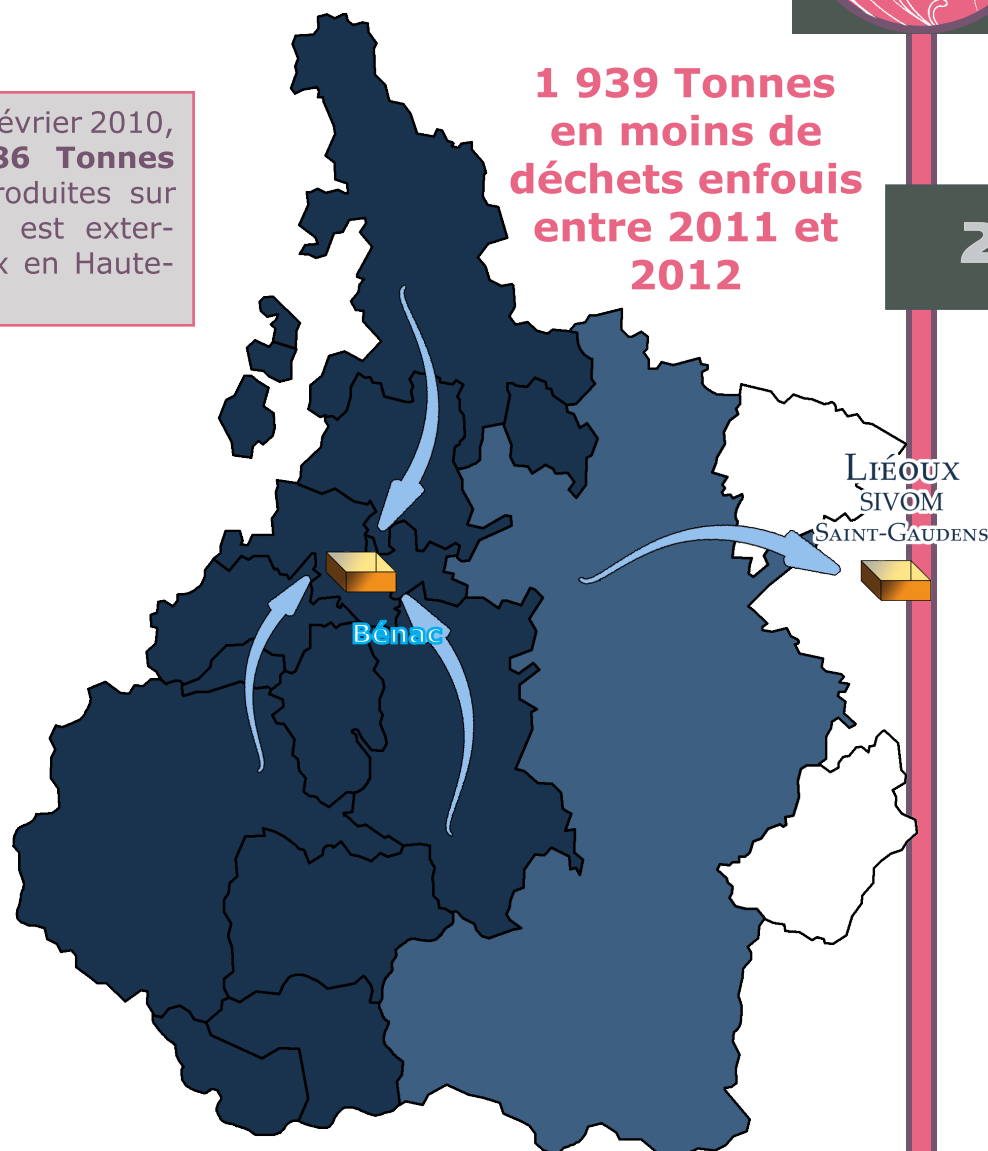 évrier 2010,
36 Tonnes
roduites sur
est exter-
x en Haute-
1 939 Tonnes
en moins de
déchets enfouis
entre 2011 et
2012
2
LIÉOUX
SIVOM
SAINT-GAUDENS
Bénac